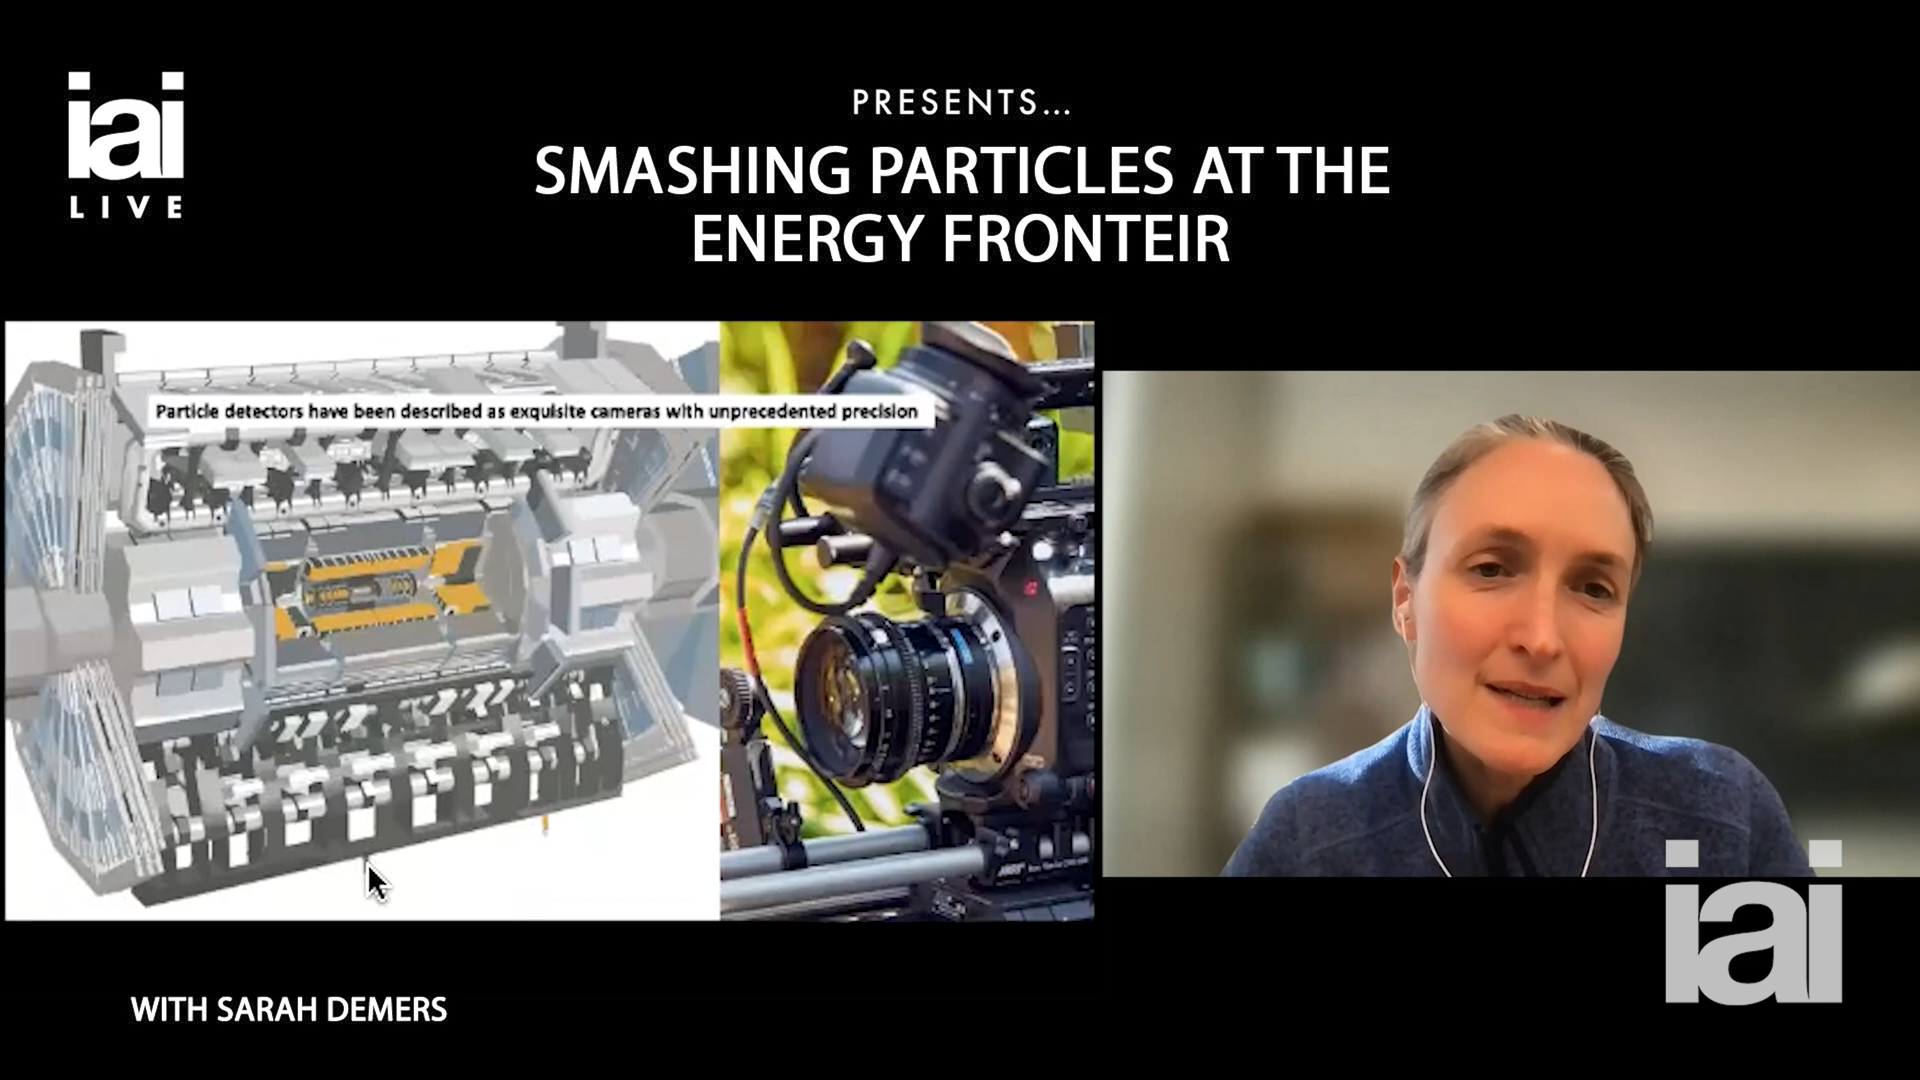 iai
LIVE
PRESENTS...
SMASHING PARTICLES AT THE
ENERGY FRONTEIR
Particle detectors have been described as exquisite cameras with unprecedented precision
WITH SARAH DEMERS
iai